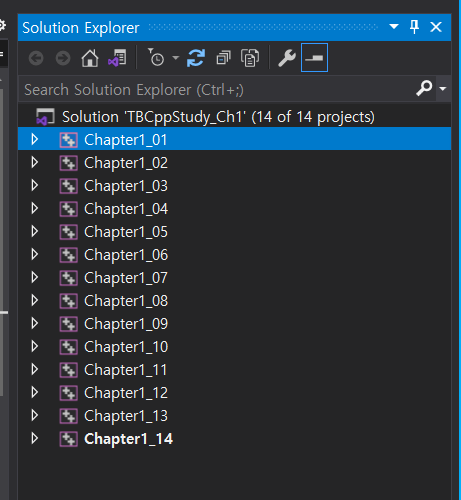 Solution Explorer
Search Solution Explorer (Ctrl+;)
Solution 'TBCppStudy_Ch1' (14 of 14 projects)
Chapter1_01
Chapter1_02
Chapter1_03
Chapter1_04
Chapter1_05
Chapter1_06
Chapter1_07
Chapter1_08
Chapter1_09
Chapter1_10
Chapter1_11
Chapter1_12
Chapter1_13
Chapter1_14